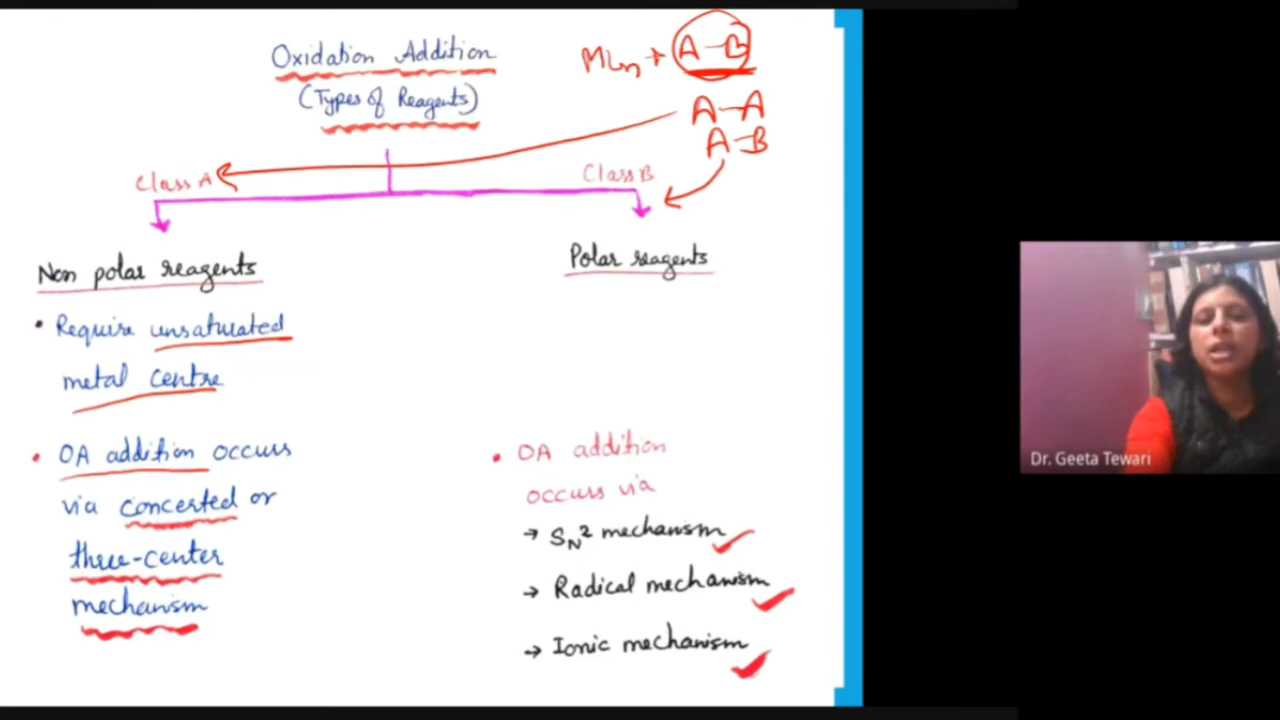 Oxidation Addition
(Types of Reagents)
MLn + A-B
A-A
A-B
Class A
Class B
Non polar reagents
Polar reagents
• Require unsaturated
metal centre
• OA addition occurs
via concerted or
three-center
mechanism
• OA addition
occurs via
→ SN2 mechanism
→ Radical mechanism
→ Ionic mechanism
Dr. Geeta Tewari